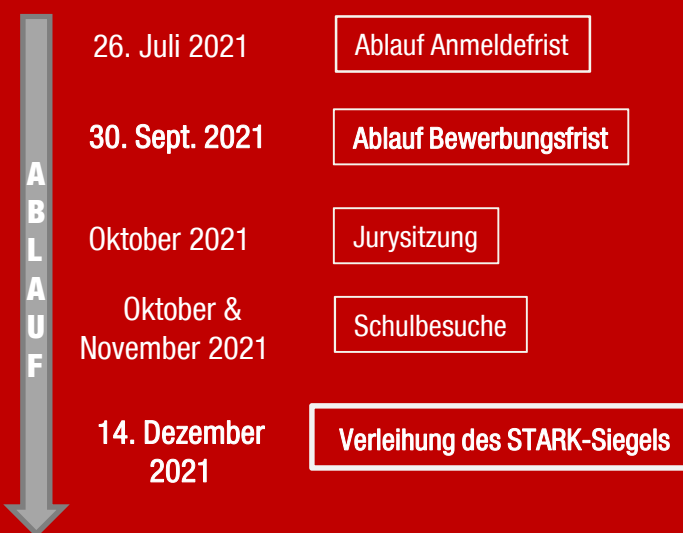 ABLAUF
26. Juli 2021
Ablauf Anmeldefrist
30. Sept. 2021
Ablauf Bewerbungsfrist
Oktober 2021
Jurysitzung
Oktober &
November 2021
Schulbesuche
14. Dezember
2021
Verleihung des STARK-Siegels